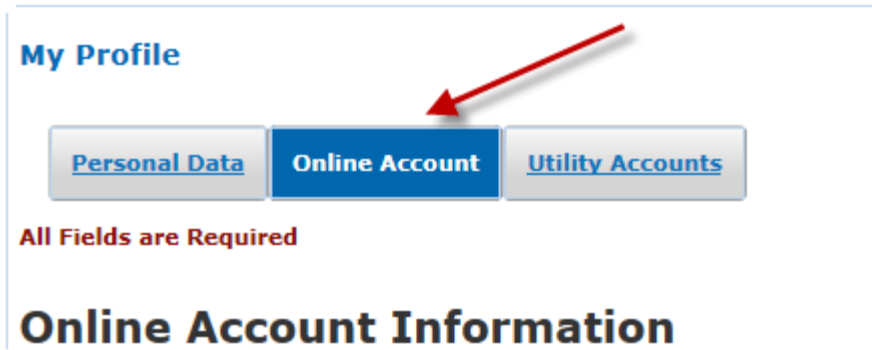 My Profile
Personal Data Online Account Utility Accounts
All Fields are Required
Online Account Information